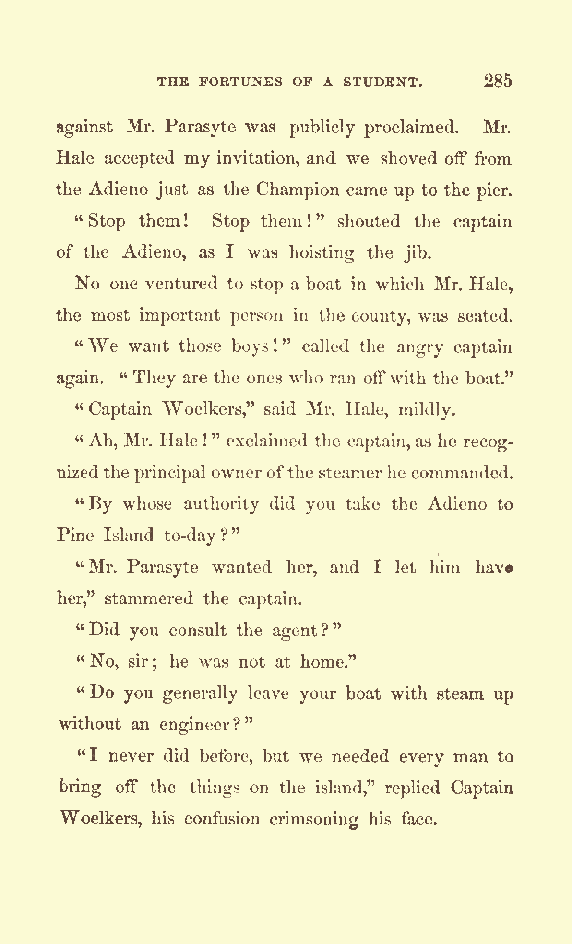 THE FORTUNES OF A STUDENT. 285
against Mr. Parasyte was publicly proclaimed. Mr.
Hale accepted my invitation, and we shoved off from
the Adieno just as the Champion came up to the pier.
“Stop them! Stop them!” shouted the captain
of the Adieno, as I was hoisting the jib.
No one ventured to stop a boat in which Mr. Hale,
the most important person in the county, was seated.
“We want those boys!” called the angry captain
again. “They are the ones who ran off with the boat.”
“Captain Woelkers,” said Mr. Hale, mildly.
“Ah, Mr. Hale!” exclaimed the captain, as he recog-
nized the principal owner of the steamer he commanded.
“By whose authority did you take the Adieno to
Pine Island to-day?”
“Mr. Parasyte wanted her, and I let him have
her,” stammered the captain.
“Did you consult the agent?”
“No, sir; he was not at home.”
“Do you generally leave your boat with steam up
without an engineer?”
“I never did before, but we needed every man to
bring off the things on the island,” replied Captain
Woelkers, his confusion crimsoning his face.